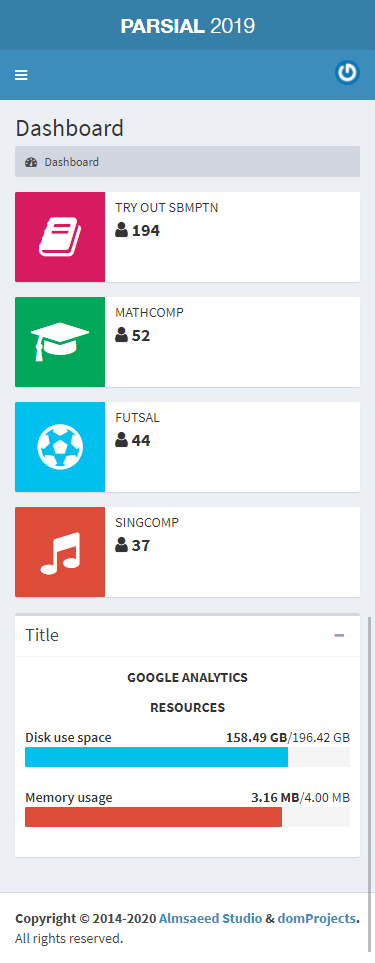 PARSIAL 2019
Dashboard
Dashboard
TRY OUT SBMPTN
194
MATHCOMP
52
FUTSAL
44
SINGCOMP
37
Title
GOOGLE ANALYTICS
RESOURCES
Disk use space 158.49 GB/196.42 GB
Memory usage 3.16 MB/4.00 MB
Copyright © 2014-2020 Almsaeed Studio & domProjects.
All rights reserved.